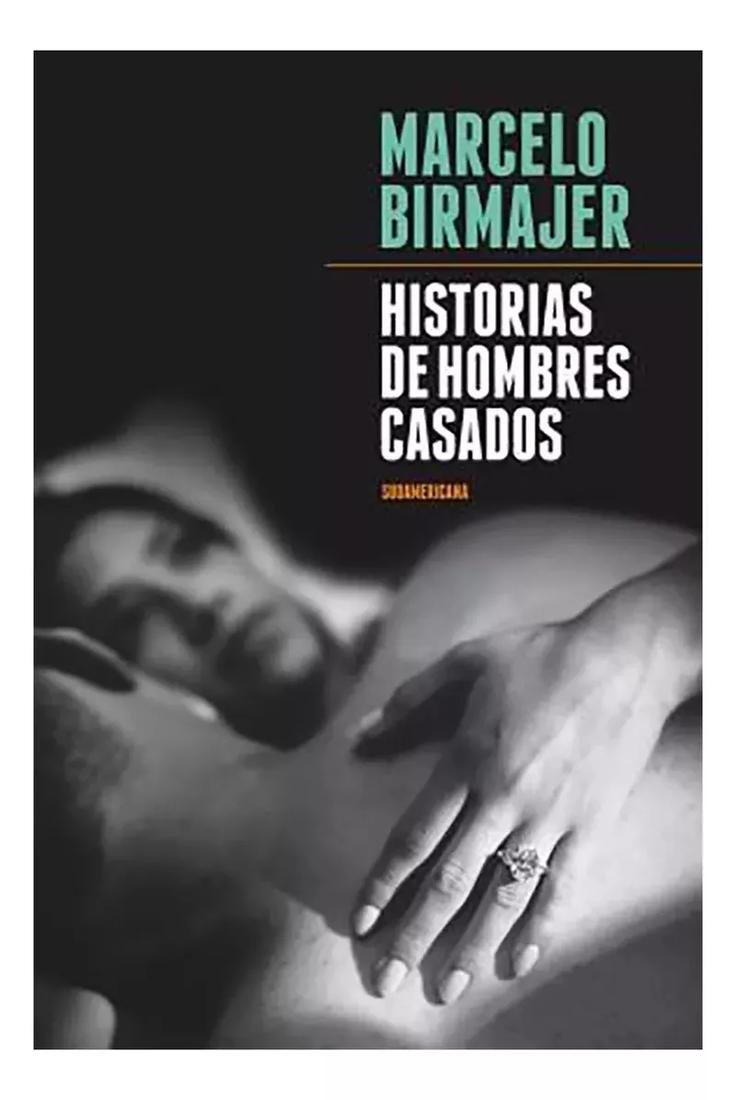 MARCELO
BIRMAJER
HISTORIAS
DE HOMBRES
CASADOS
SUDAMERICANA